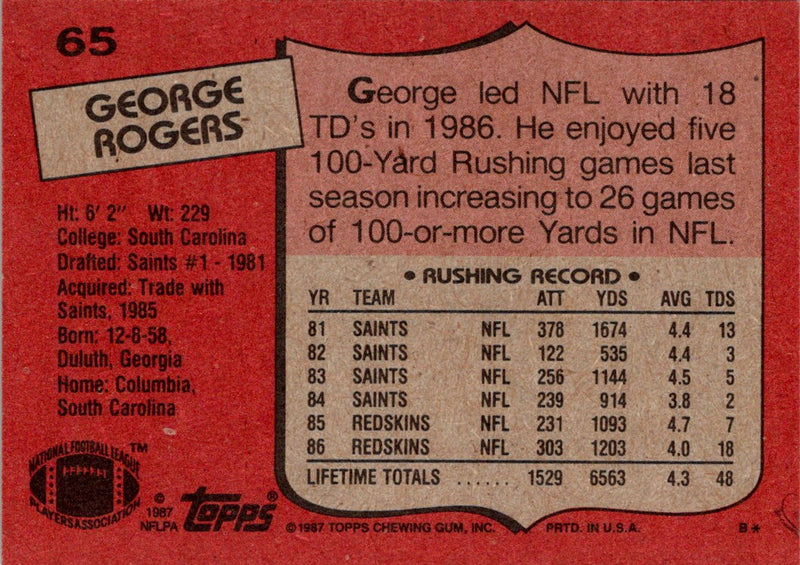 65
GEORGE
ROGERS
Ht: 6' 2" Wt: 229
College: South Carolina
Drafted: Saints #1 - 1981
Acquired: Trade with
Saints, 1985
Born: 12-8-58,
Duluth, Georgia
Home: Columbia,
South Carolina
George led NFL with 18
TD's in 1986. He enjoyed five
100-Yard Rushing games last
season increasing to 26 games
of 100-or-more Yards in NFL.
• RUSHING RECORD •
YR TEAM ATT YDS AVG TDS
81 SAINTS NFL 378 1674 4.4 13
82 SAINTS NFL 122 535 4.4 3
83 SAINTS NFL 256 1144 4.5 5
84 SAINTS NFL 239 914 3.8 2
85 REDSKINS NFL 231 1093 4.7 7
86 REDSKINS NFL 303 1203 4.0 18
LIFETIME TOTALS ...... 1529 6563 4.3 48
NATIONAL FOOTBALL LEAGUE ™
PLAYERS ASSOCIATION
© 1987
NFLPA
topps®
© 1987 TOPPS CHEWING GUM, INC. PRTD. IN U.S.A. B*